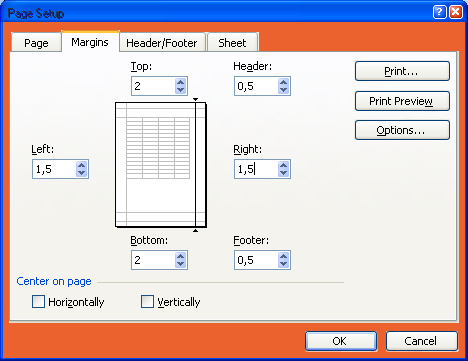 Page Setup
Page Margins Header/Footer Sheet
Top: Header:
2 0,5 Print...
Print Preview
Options...
Left: Right:
1,5 1,5
Bottom: Footer:
2 0,5
Center on page
Horizontally Vertically
OK Cancel